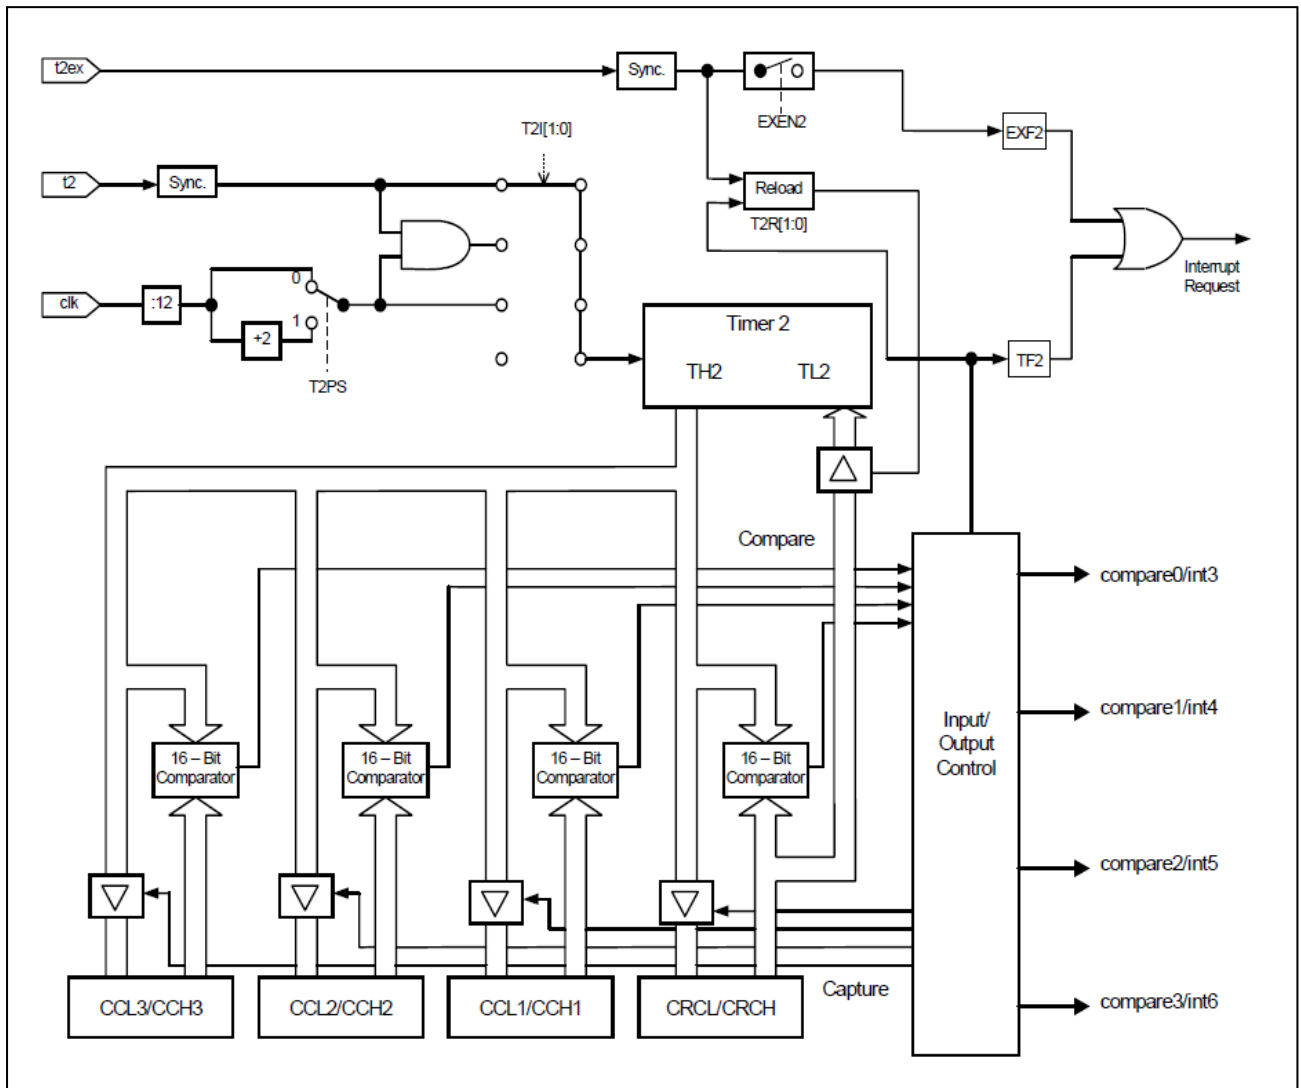 t2ex
Sync.
EXEN2
EXF2
T2I[1:0]
t2
Sync.
Reload
T2R[1:0]
Interrupt
Request
clk
:12
0
1
+2
T2PS
Timer 2
TH2 TL2
TF2
Compare
compare0/int3
16 – Bit
Comparator
16 – Bit
Comparator
16 – Bit
Comparator
16 – Bit
Comparator
Input/
Output
Control
compare1/int4
compare2/int5
CCL3/CCH3
CCL2/CCH2
CCL1/CCH1
CRCL/CRCH
Capture
compare3/int6